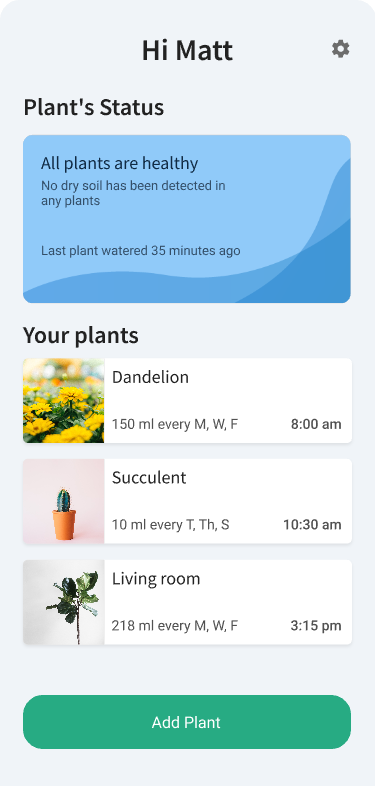 Hi Matt
Plant's Status
All plants are healthy
No dry soil has been detected in
any plants
Last plant watered 35 minutes ago
Your plants
Dandelion
150 ml every M, W, F
8:00 am
Succulent
10 ml every T, Th, S
10:30 am
Living room
218 ml every M, W, F
3:15 pm
Add Plant